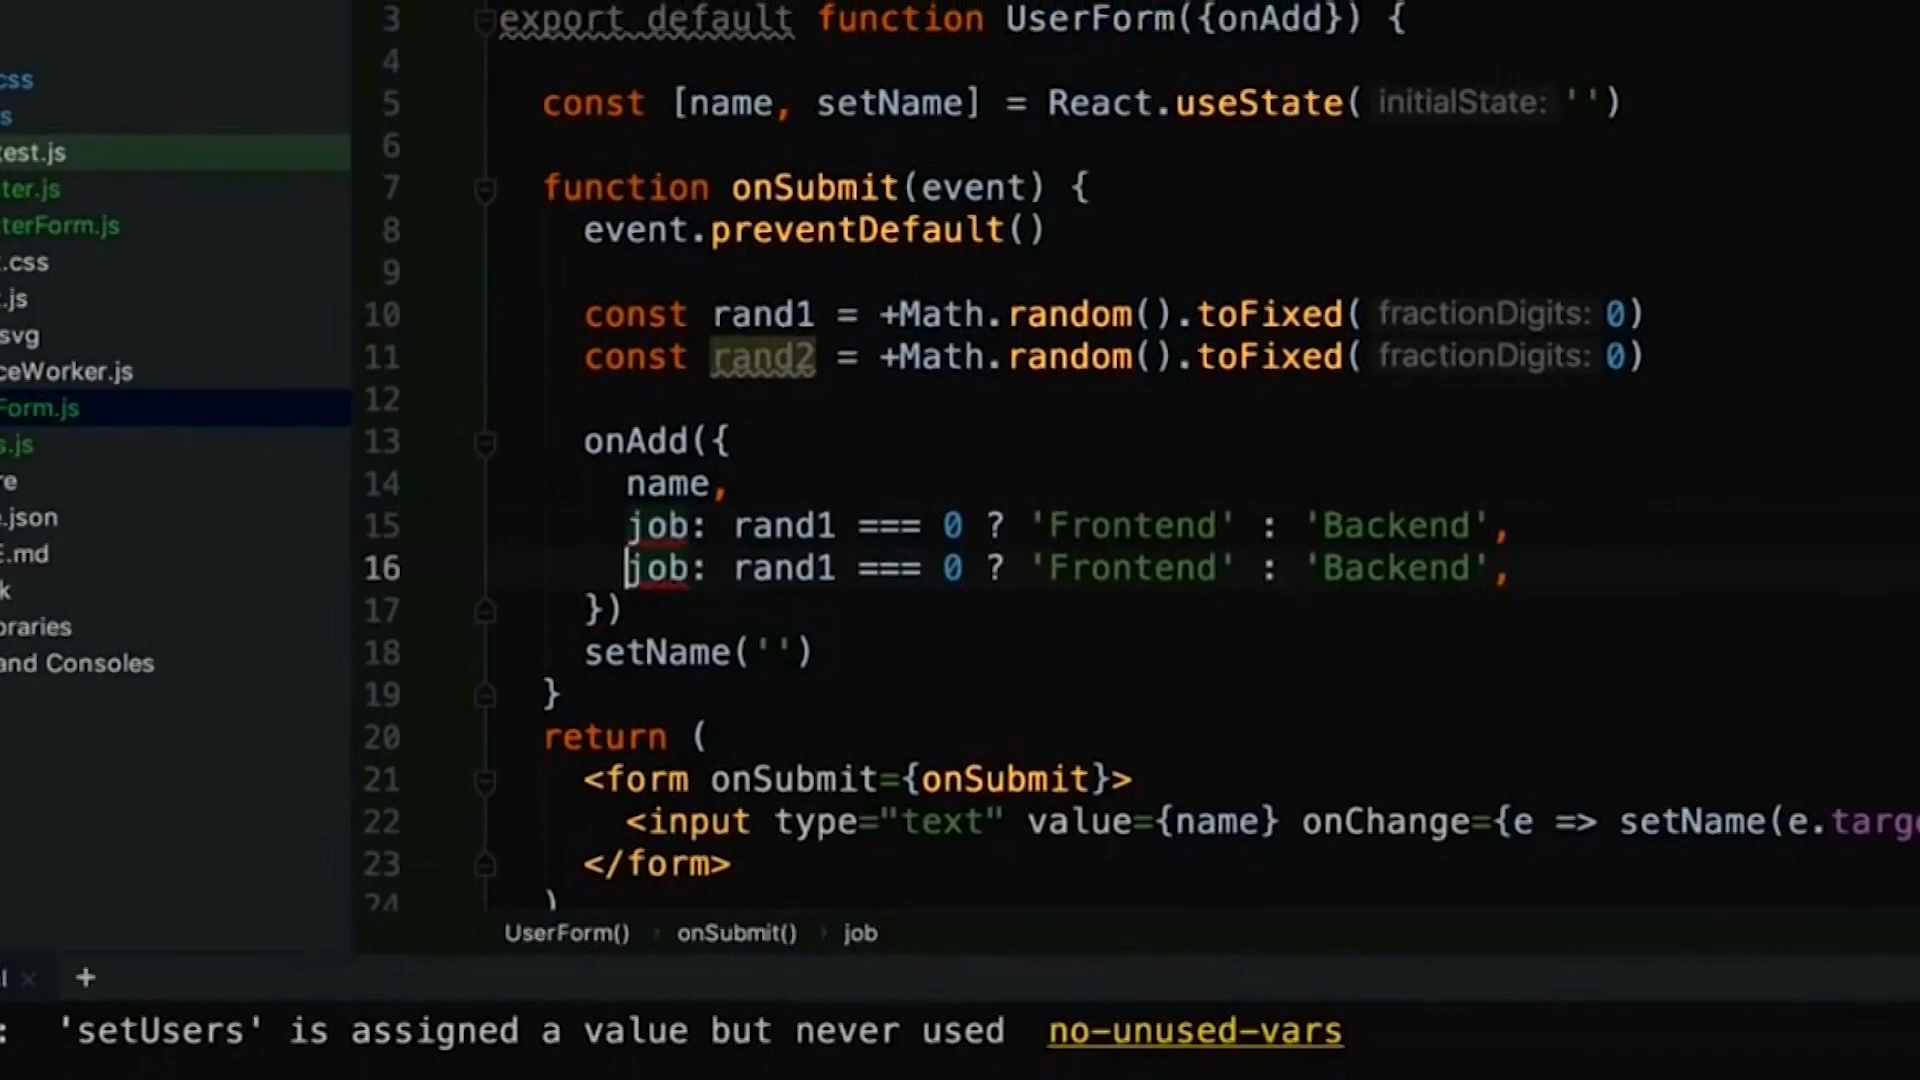 css
s
test.js
ter.js
terForm.js
.css
.js
svg
ceWorker.js
Form.js
s.js
re
.json
E.md
k
braries
and Consoles
3 export default function UserForm({onAdd}) {
4
5 const [name, setName] = React.useState( initialState: '')
6
7 function onSubmit(event) {
8 event.preventDefault()
9
10 const rand1 = +Math.random().toFixed( fractionDigits: 0)
11 const rand2 = +Math.random().toFixed( fractionDigits: 0)
12
13 onAdd({
14 name,
15 job: rand1 === 0 ? 'Frontend' : 'Backend',
16 job: rand1 === 0 ? 'Frontend' : 'Backend',
17 })
18 setName('')
19 }
20 return (
21 <form onSubmit={onSubmit}>
22 <input type="text" value={name} onChange={e => setName(e.targe
23 </form>
24 )
UserForm() › onSubmit() › job
l × +
: 'setUsers' is assigned a value but never used no-unused-vars